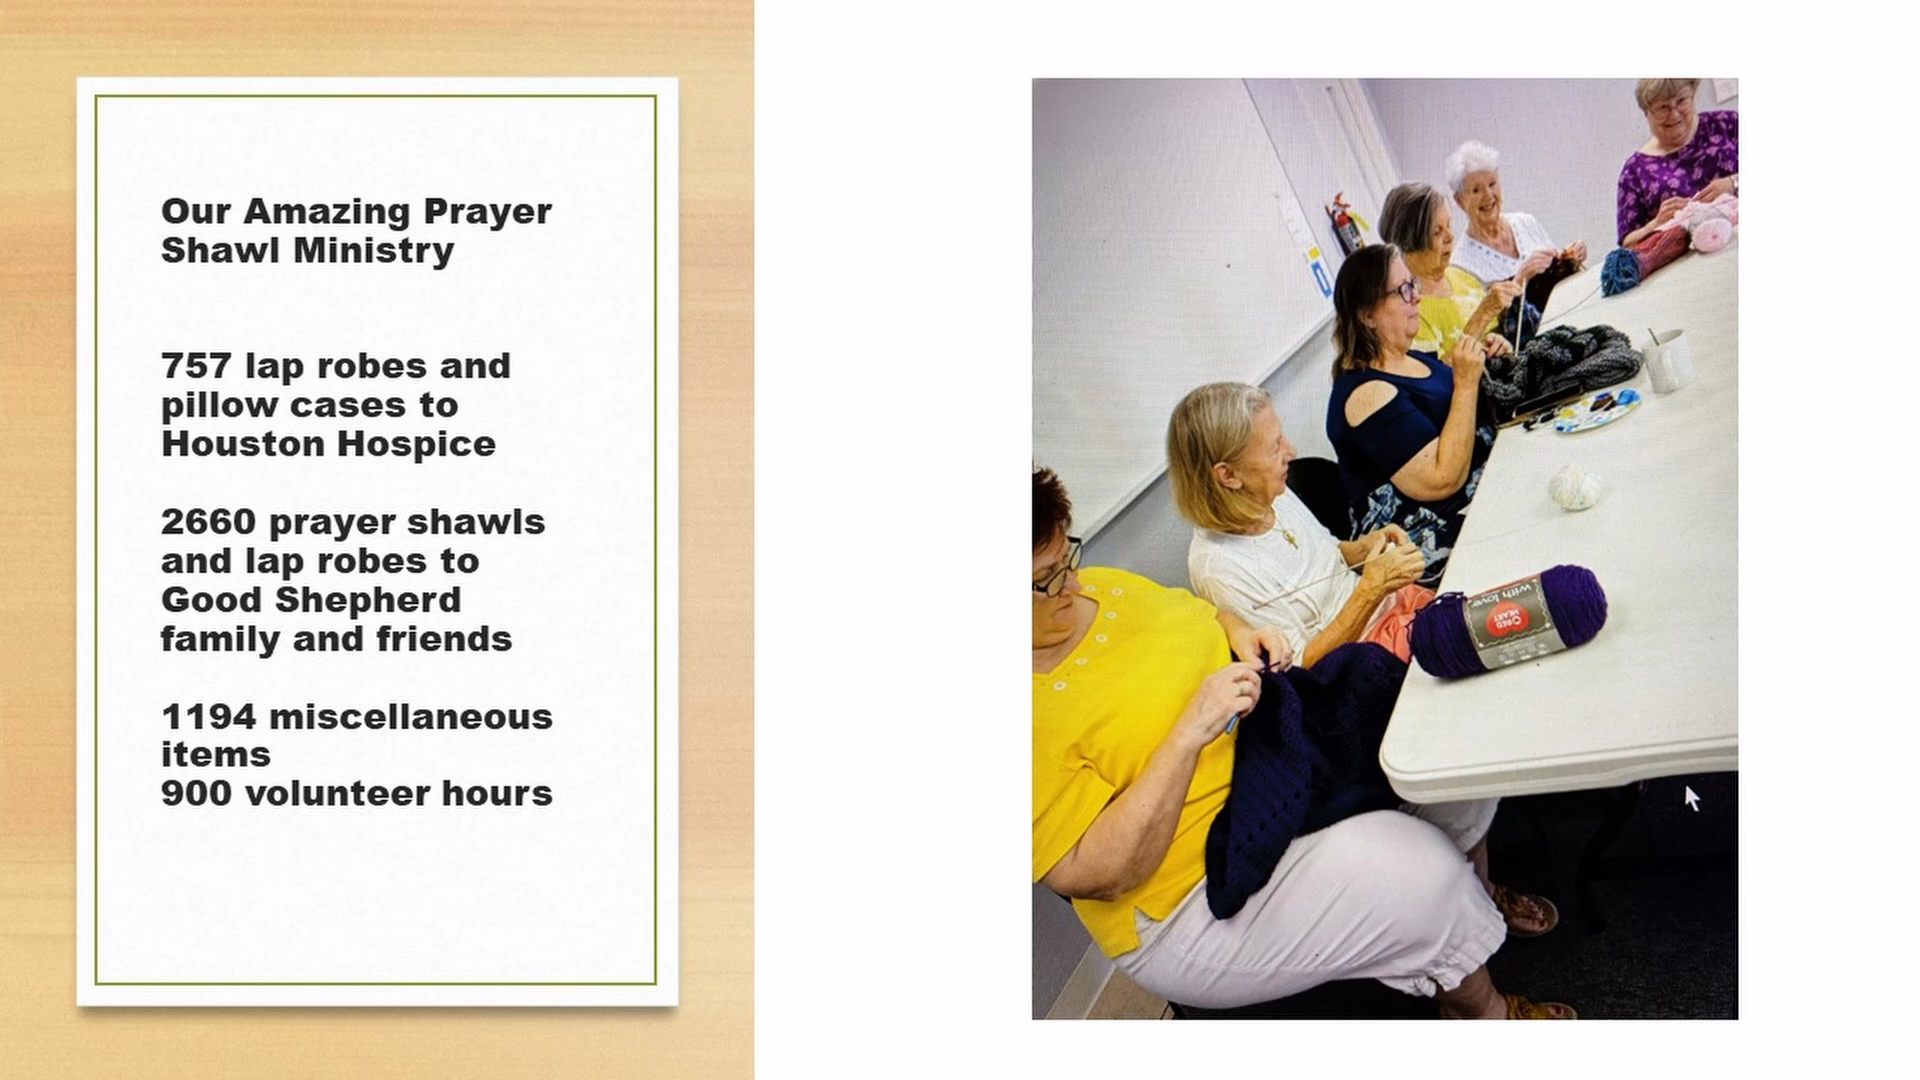 Our Amazing Prayer
Shawl Ministry
757 lap robes and
pillow cases to
Houston Hospice
2660 prayer shawls
and lap robes to
Good Shepherd
family and friends
1194 miscellaneous
items
900 volunteer hours
with love
RED
HEART